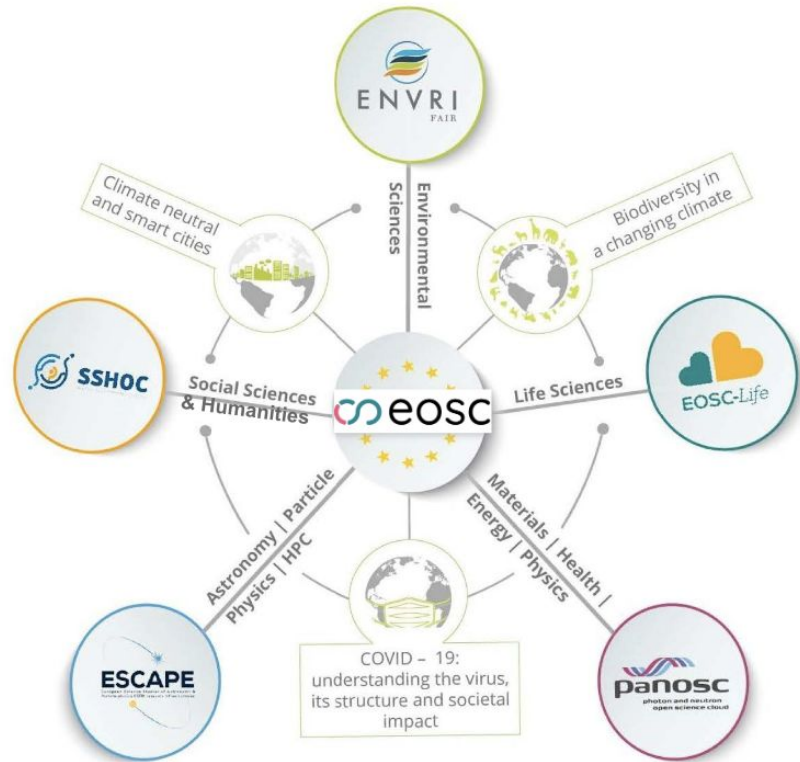 ENVRI
FAIR
Climate neutral
and smart cities
Environmental
Sciences
Biodiversity in
a changing climate
SSHOC
Social Sciences
& Humanities
eosc
Life Sciences
EOSC-Life
Astronomy | Particle
Physics | HPC
Materials | Health |
Energy | Physics
ESCAPE
COVID – 19:
understanding the virus,
its structure and societal
impact
panosc
photon and neutron
open science cloud